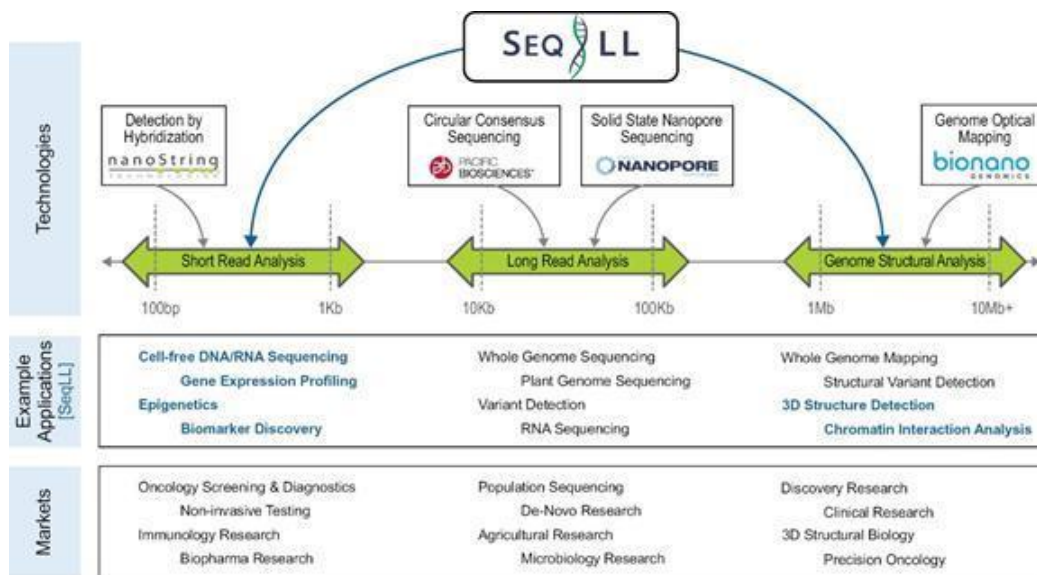 SEQ LL
Technologies
Detection by
Hybridization
nanoString
TECHNOLOGIES
Circular Consensus
Sequencing
PACIFIC
BIOSCIENCES™
Solid State Nanopore
Sequencing
NANOPORE
Genome Optical
Mapping
bionano
GENOMICS
Short Read Analysis
Long Read Analysis
Genome Structural Analysis
100bp
1Kb
10Kb
100Kb
1Mb
10Mb+
Example
Applications
[SeqLL]
Cell-free DNA/RNA Sequencing
Gene Expression Profiling
Epigenetics
Biomarker Discovery
Whole Genome Sequencing
Plant Genome Sequencing
Variant Detection
RNA Sequencing
Whole Genome Mapping
Structural Variant Detection
3D Structure Detection
Chromatin Interaction Analysis
Markets
Oncology Screening & Diagnostics
Non-invasive Testing
Immunology Research
Biopharma Research
Population Sequencing
De-Novo Research
Agricultural Research
Microbiology Research
Discovery Research
Clinical Research
3D Structural Biology
Precision Oncology